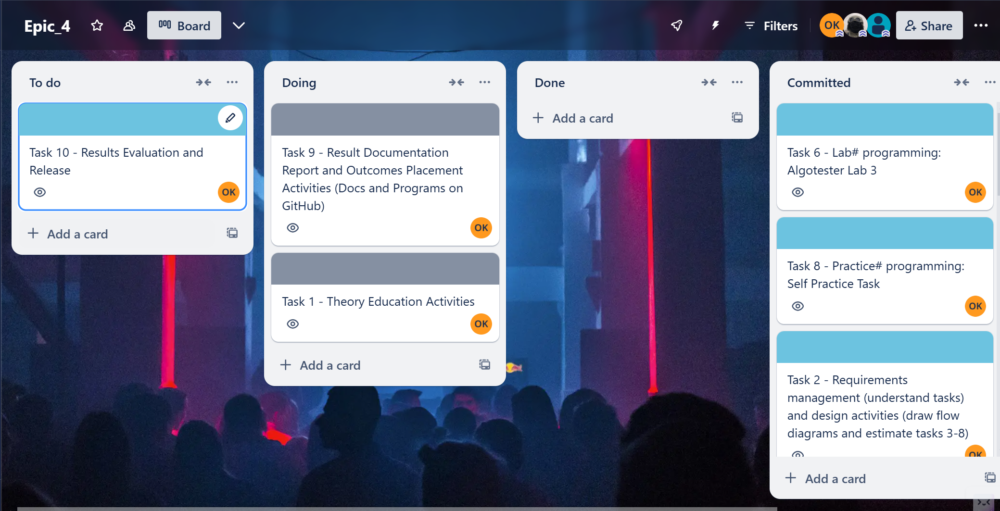 Epic_4
Board
Filters
OK
Share
To do
Task 10 - Results Evaluation and
Release
OK
Add a card
Doing
Task 9 - Result Documentation
Report and Outcomes Placement
Activities (Docs and Programs on
GitHub)
OK
Task 1 - Theory Education Activities
OK
Add a card
Done
Add a card
Committed
Task 6 - Lab# programming:
Algotester Lab 3
OK
Task 8 - Practice# programming:
Self Practice Task
OK
Task 2 - Requirements
management (understand tasks)
and design activities (draw flow
diagrams and estimate tasks 3-8)
OK
Add a card